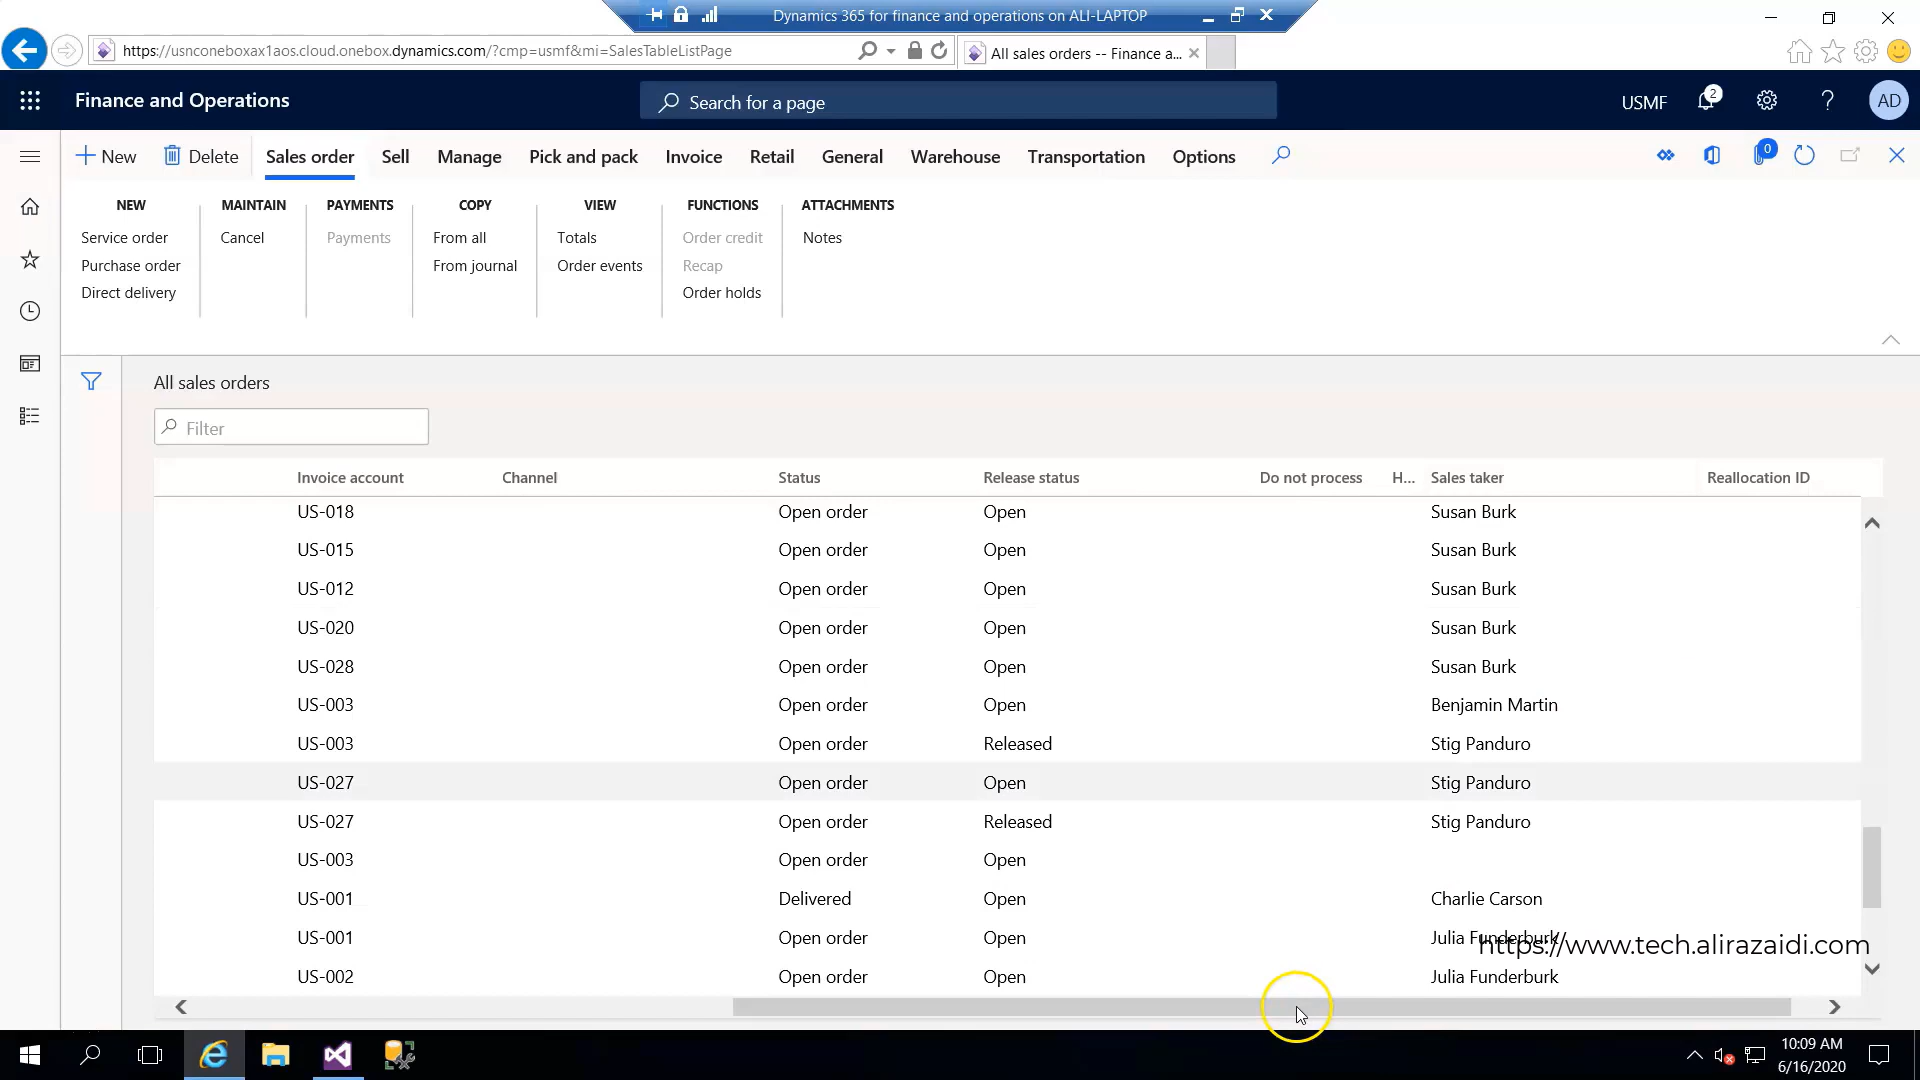 Dynamics 365 for finance and operations on ALI-LAPTOP
https://usnconeboxax1aos.cloud.onebox.dynamics.com/?cmp=usmf&mi=SalesTableListPage
All sales orders -- Finance a...
Finance and Operations
Search for a page
USMF
2
?
AD
New
Delete
Sales order
Sell
Manage
Pick and pack
Invoice
Retail
General
Warehouse
Transportation
Options
0
NEW
Service order
Purchase order
Direct delivery
MAINTAIN
Cancel
PAYMENTS
Payments
COPY
From all
From journal
VIEW
Totals
Order events
FUNCTIONS
Order credit
Recap
Order holds
ATTACHMENTS
Notes
All sales orders
Filter
Invoice account Channel Status Release status Do not process H... Sales taker Reallocation ID
US-018 Open order Open Susan Burk
US-015 Open order Open Susan Burk
US-012 Open order Open Susan Burk
US-020 Open order Open Susan Burk
US-028 Open order Open Susan Burk
US-003 Open order Open Benjamin Martin
US-003 Open order Released Stig Panduro
US-027 Open order Open Stig Panduro
US-027 Open order Released Stig Panduro
US-003 Open order Open
US-001 Delivered Open Charlie Carson
US-001 Open order Open Julia Funderburk
https://www.tech.alirazaidi.com
US-002 Open order Open Julia Funderburk
10:09 AM
6/16/2020